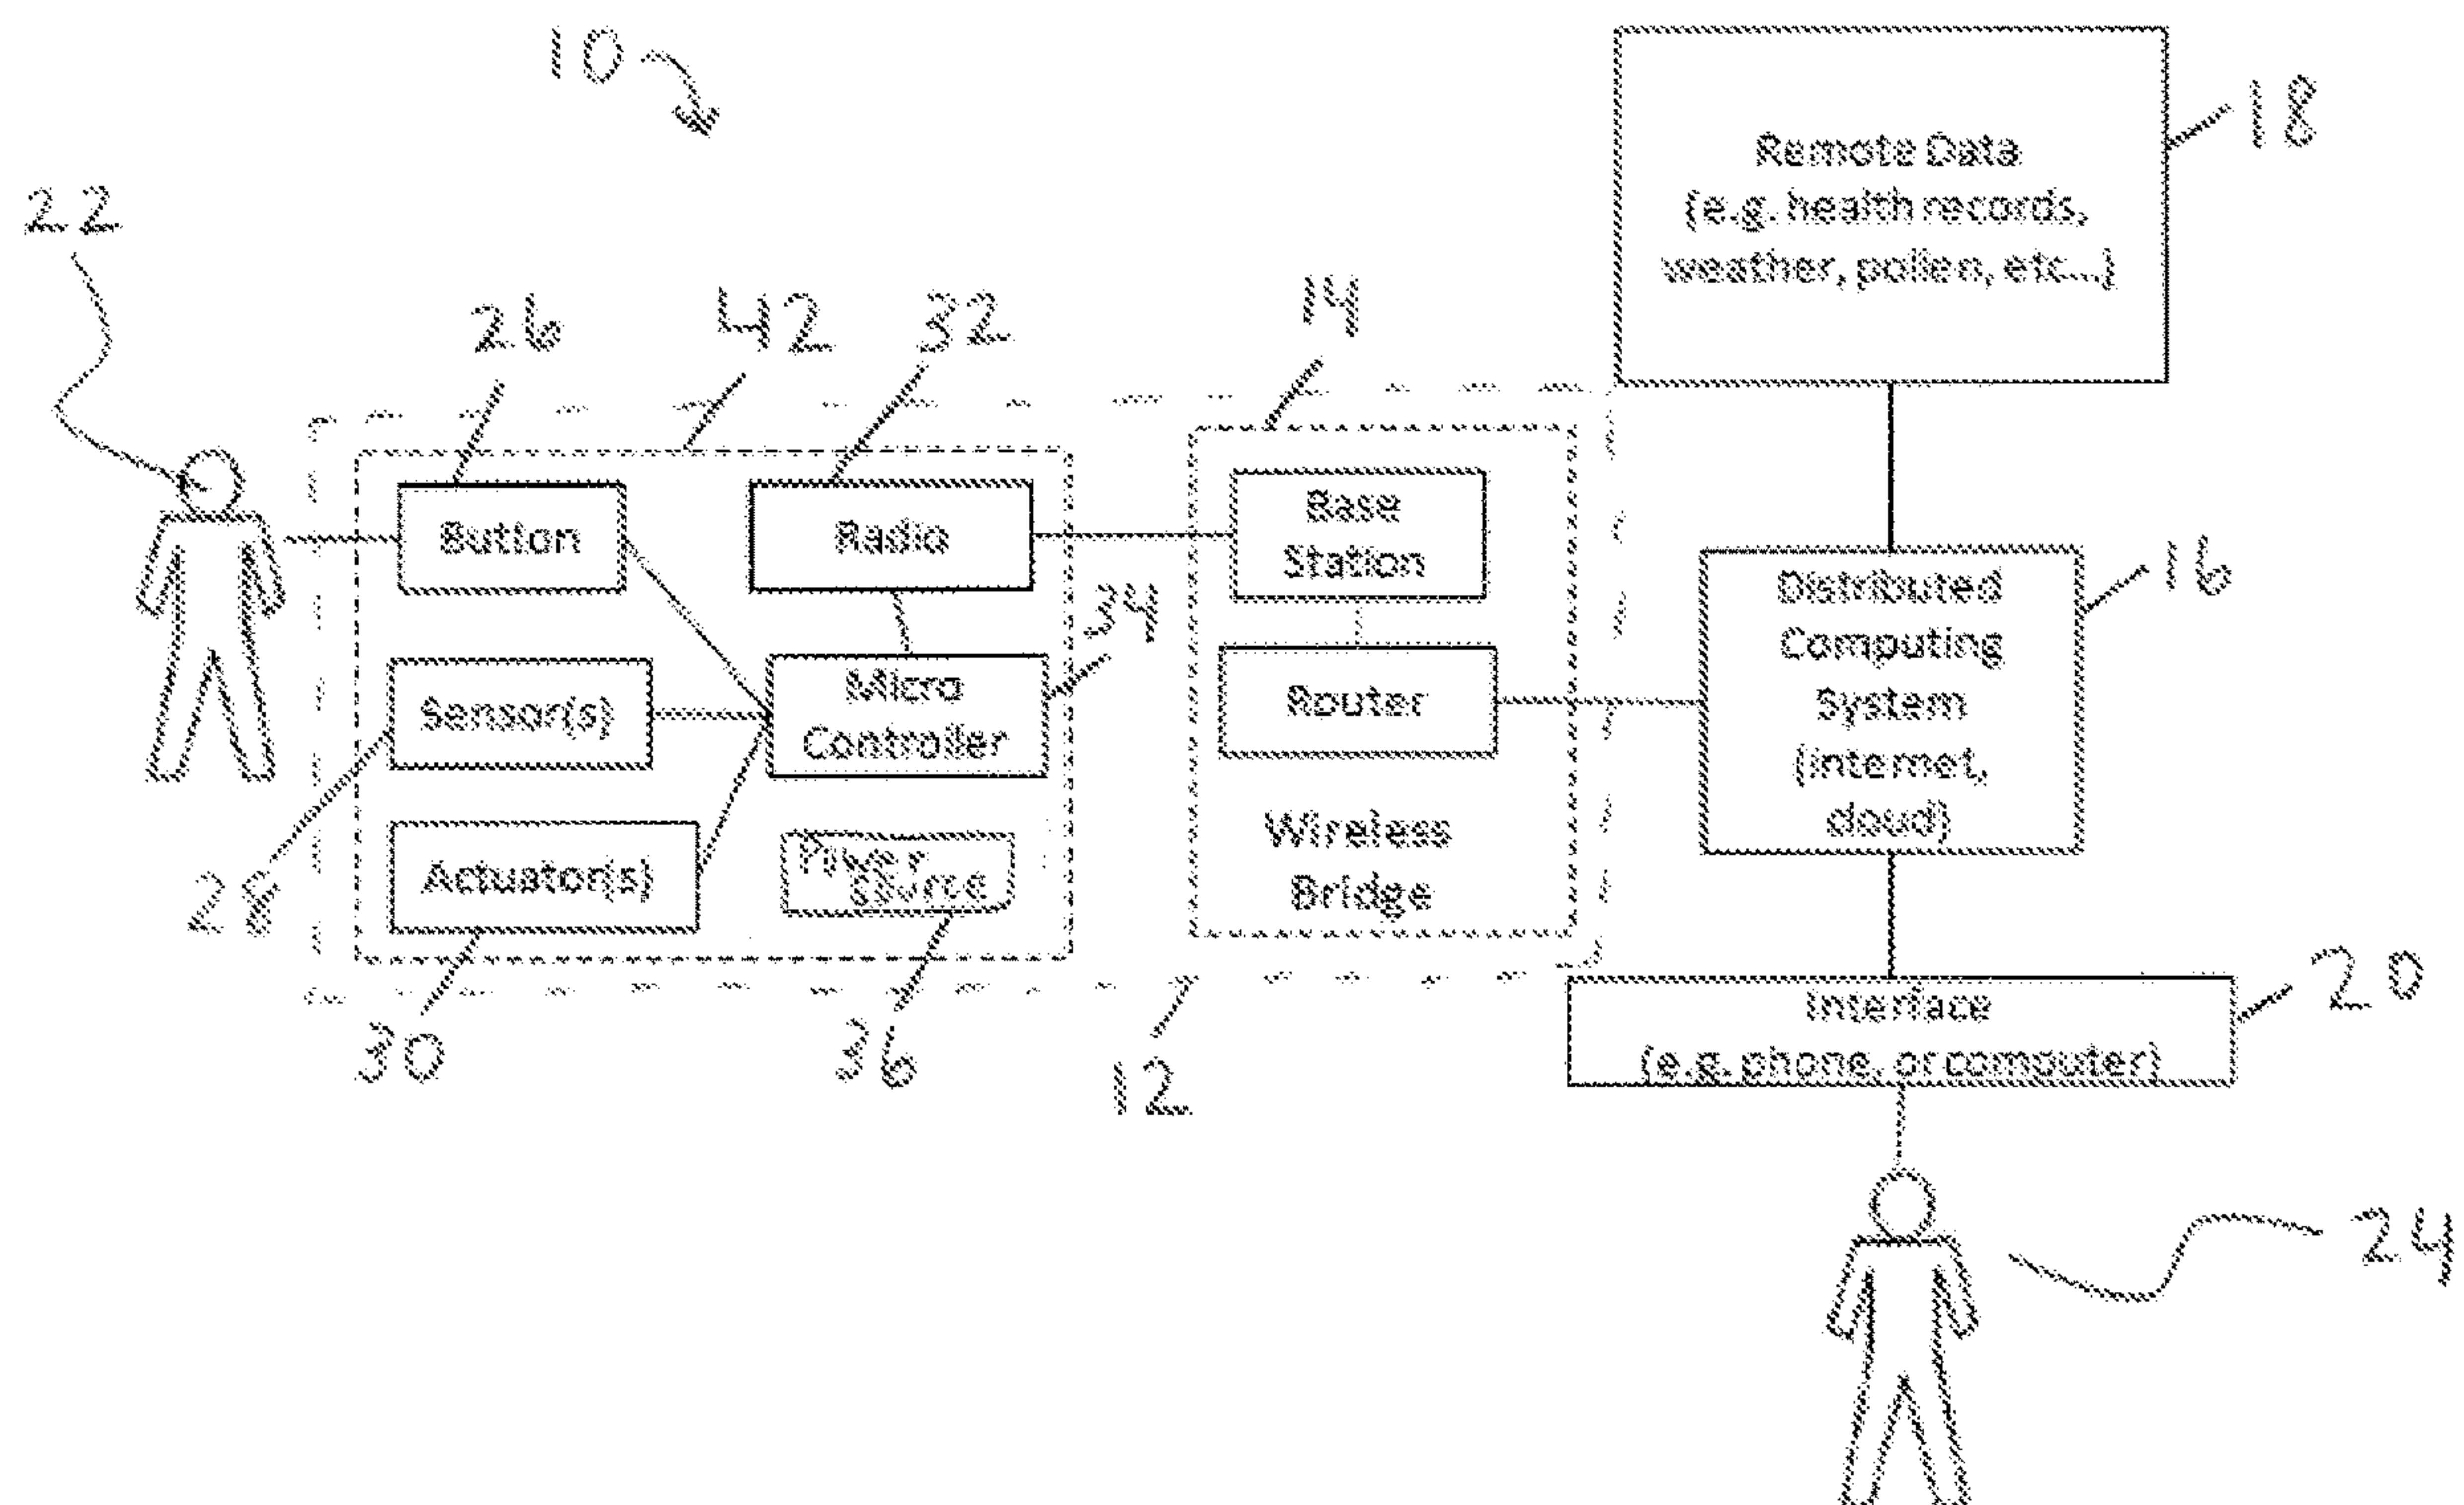 10
18
Remote Data
(e.g. health records,
weather, pollen, etc...)
22
26
42
32
14
Button
Radio
Base
Station
34
16
Distributed
Computing
System
(internet,
cloud)
Sensor(s)
Micro
Controller
Router
28
Actuator(s)
Power
source
Wireless
Bridge
30
36
12
20
Interface
(e.g. phone, or computer)
24